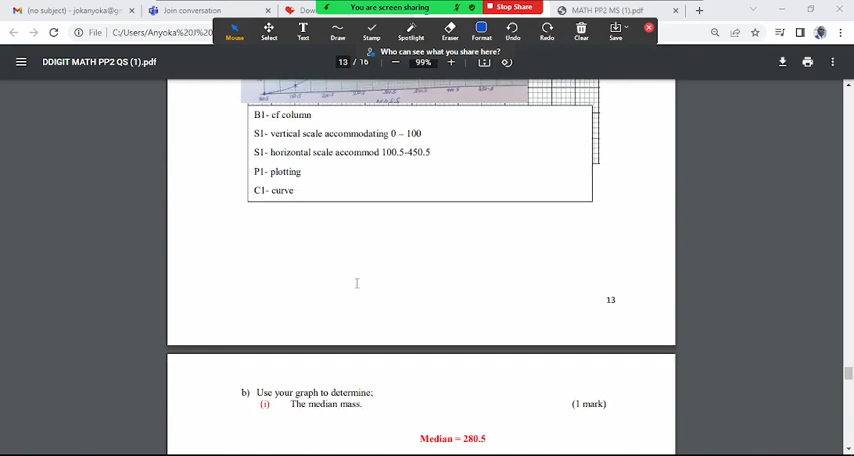 (no subject) - jokanyoka@g
Join conversation
Dow
You are screen sharing
Stop Share
MATH PP2 MS (1).pdf
File
C:/Users/Anyoka%20J%20
Mouse
Select
Text
Draw
Stamp
Spotlight
Eraser
Format
Undo
Redo
Clear
Save
Who can see what you share here?
DDIGIT MATH PP2 QS (1).pdf
13 / 16
99%
B1- cf column
S1- vertical scale accommodating 0 – 100
S1- horizontal scale accommod 100.5-450.5
P1- plotting
C1- curve
13
b) Use your graph to determine;
(i) The median mass. (1 mark)
Median = 280.5